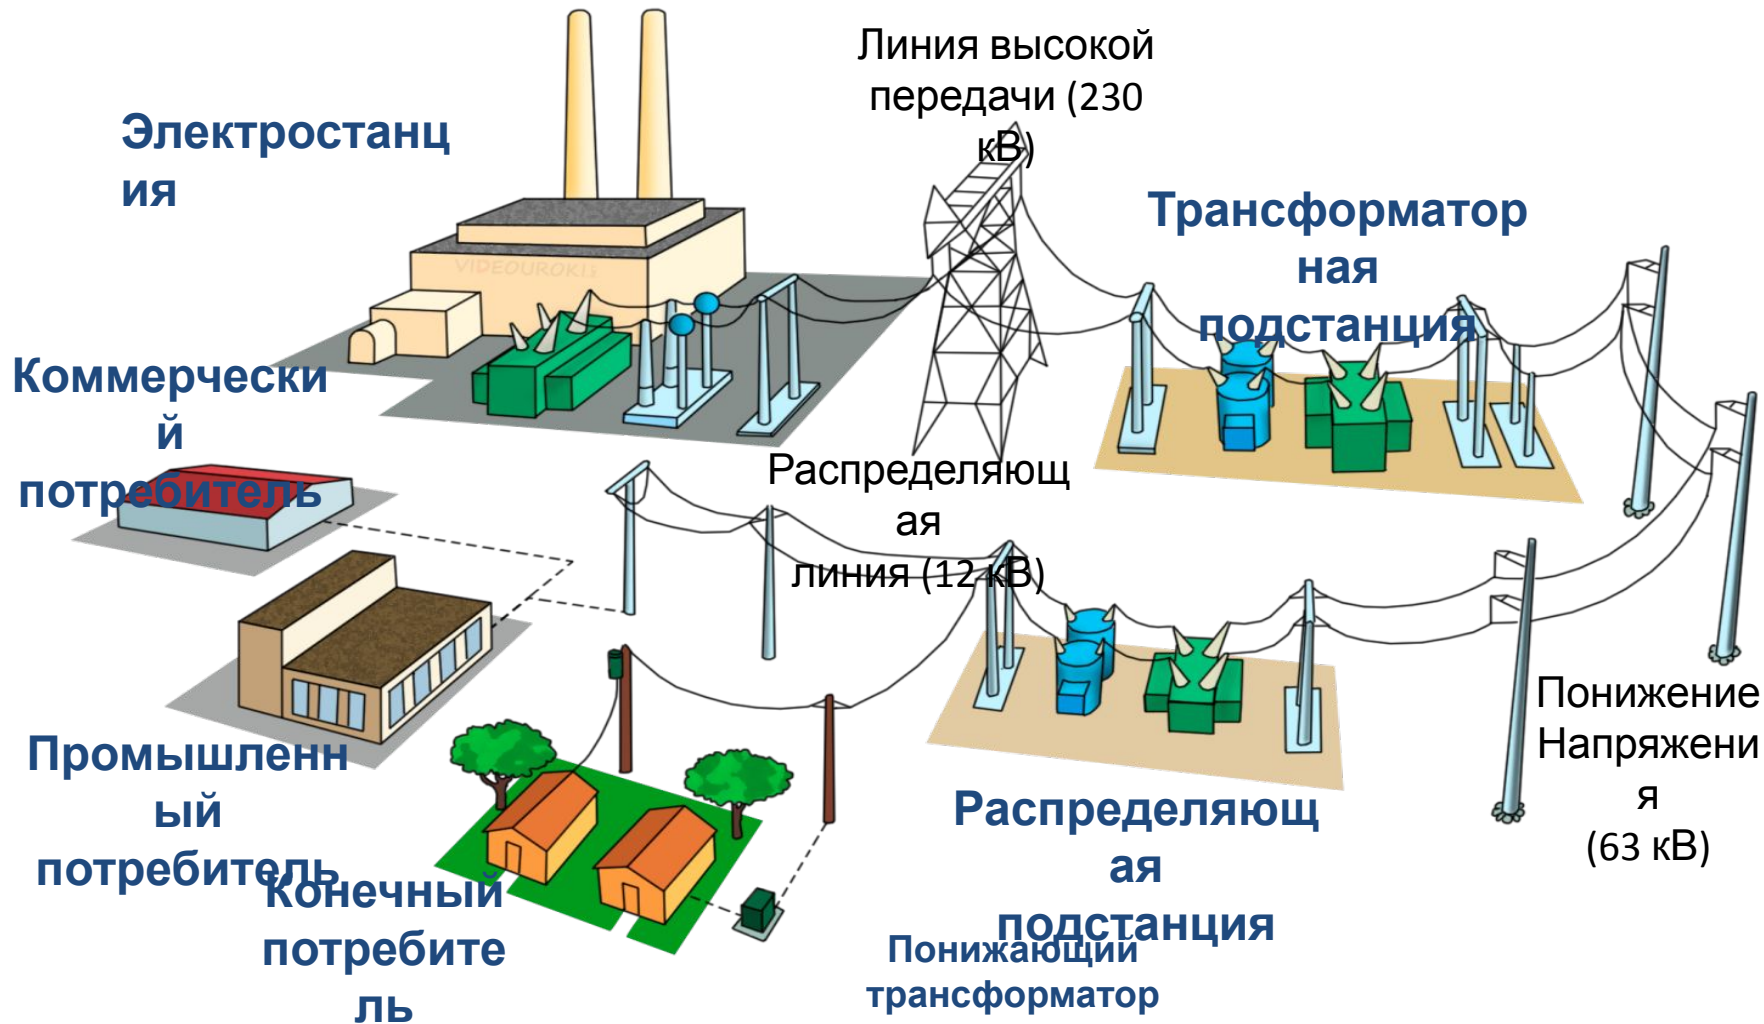 Линия высокой
передачи (230
кВ)
Электростанц
ия
Трансформатор
ная
подстанция
VIDEOUROKI
Коммерчески
й
потребитель
Распределяющ
ая
линия (12 кВ)
Понижение
Напряжени
я
(63 кВ)
Промышленн
ый
потребитель
Распределяющ
ая
подстанция
Конечный
потребите
ль
Понижающий
трансформатор